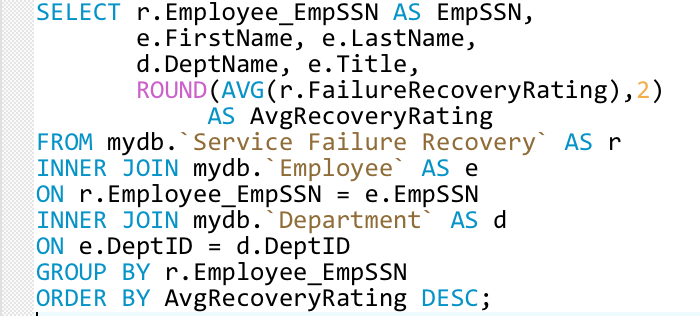 SELECT r.Employee_EmpSSN AS EmpSSN,
e.FirstName, e.LastName,
d.DeptName, e.Title,
ROUND(AVG(r.FailureRecoveryRating),2)
AS AvgRecoveryRating
FROM mydb.`Service Failure Recovery` AS r
INNER JOIN mydb.`Employee` AS e
ON r.Employee_EmpSSN = e.EmpSSN
INNER JOIN mydb.`Department` AS d
ON e.DeptID = d.DeptID
GROUP BY r.Employee_EmpSSN
ORDER BY AvgRecoveryRating DESC;